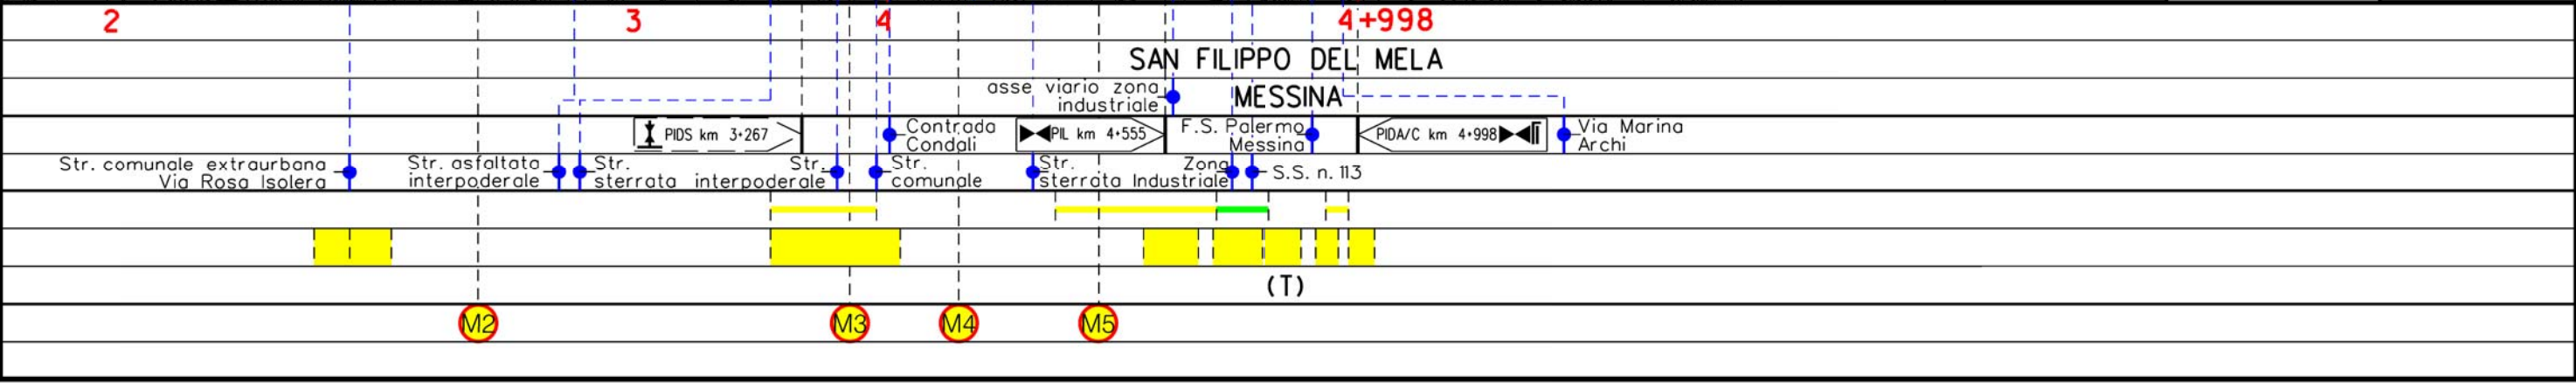 2 3 4 4+998
SAN FILIPPO DEL MELA
asse viario zona
industriale
MESSINA
PIDS km 3+267
Contrada
Condali
PIL km 4+555
F.S. Palermo
Messina
PIDA/C km 4+998
Via Marina
Archi
Str. comunale extraurbana
Via Rosa Isolera
Str. asfaltata
interpoderale
Str.
sterrata
Str.
interpoderale
Str.
comunale
Str.
sterrata
Zona
Industriale
S.S. n. 113
(T)
M2 M3 M4 M5